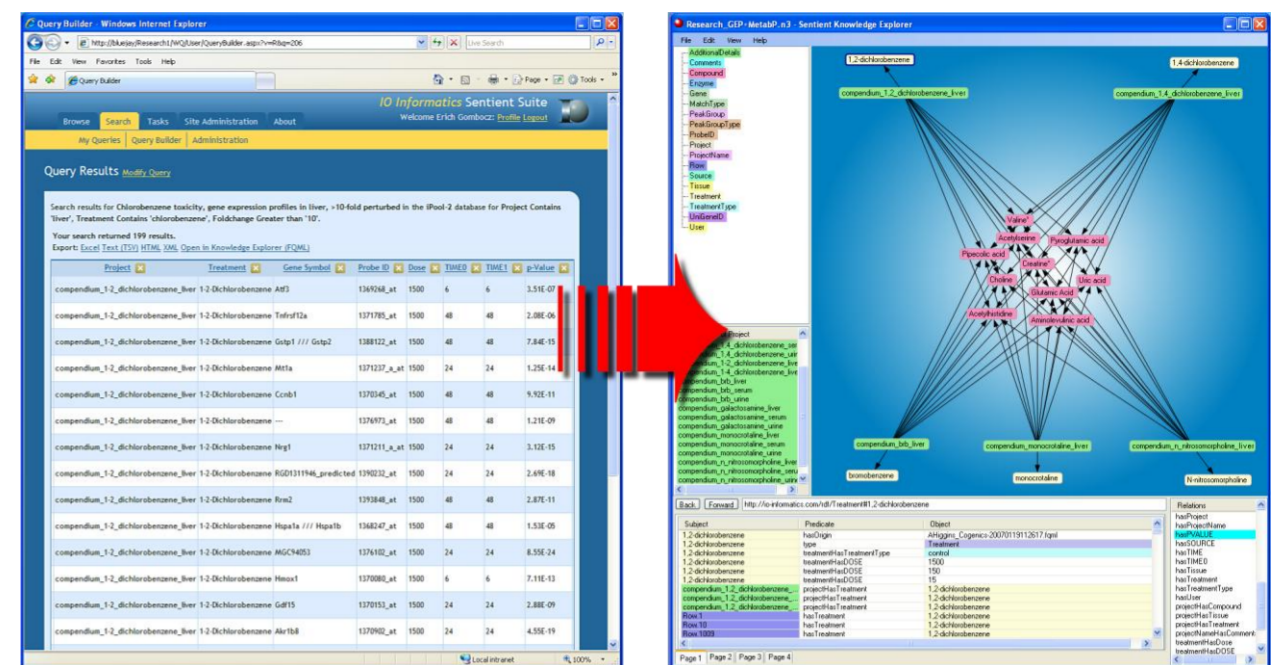 Query Builder - Windows Internet Explorer
http://bluejay/Research1/WQ/User/QueryBuilder.aspx?v=R&q=206
Live Search
File Edit View Favorites Tools Help
Query Builder
Page Tools
IO Informatics Sentient Suite
Welcome Erich Gombocz: Profile Logout
Browse Search Tasks Site Administration About
My Queries Query Builder Administration
Query Results Modify Query
Search results for Chlorobenzene toxicity, gene expression profiles in liver, >10-fold perturbed in the iPool-2 database for Project Contains
'liver', Treatment Contains 'chlorobenzene', Foldchange Greater than '10'.
Your search returned 199 results.
Export: Excel Text (TSV) HTML XML Open in Knowledge Explorer (FQML)
Project Treatment Gene Symbol Probe ID Dose TIME0 TIME1 p-Value
compendium_1-2_dichlorobenzene_liver 1-2-Dichlorobenzene Atf3 1369268_at 1500 6 6 3.51E-07
compendium_1-2_dichlorobenzene_liver 1-2-Dichlorobenzene Tnfrsf12a 1371785_at 1500 48 48 2.08E-06
compendium_1-2_dichlorobenzene_liver 1-2-Dichlorobenzene Gstp1 /// Gstp2 1388122_at 1500 48 48 7.84E-15
compendium_1-2_dichlorobenzene_liver 1-2-Dichlorobenzene Mt1a 1371237_a_at 1500 24 24 1.25E-14
compendium_1-2_dichlorobenzene_liver 1-2-Dichlorobenzene Ccnb1 1370345_at 1500 48 48 9.92E-11
compendium_1-2_dichlorobenzene_liver 1-2-Dichlorobenzene --- 1376973_at 1500 48 48 1.21E-09
compendium_1-2_dichlorobenzene_liver 1-2-Dichlorobenzene Nrg1 1371211_a_at 1500 24 24 3.12E-15
compendium_1-2_dichlorobenzene_liver 1-2-Dichlorobenzene RGD1311946_predicted 1390232_at 1500 24 24 2.69E-18
compendium_1-2_dichlorobenzene_liver 1-2-Dichlorobenzene Rrm2 1393848_at 1500 48 48 2.87E-11
compendium_1-2_dichlorobenzene_liver 1-2-Dichlorobenzene Hspa1a /// Hspa1b 1368247_at 1500 48 48 1.53E-05
compendium_1-2_dichlorobenzene_liver 1-2-Dichlorobenzene MGC94053 1376102_at 1500 24 24 8.55E-24
compendium_1-2_dichlorobenzene_liver 1-2-Dichlorobenzene Hmox1 1370080_at 1500 6 6 7.11E-13
compendium_1-2_dichlorobenzene_liver 1-2-Dichlorobenzene Gdf15 1370153_at 1500 24 24 2.88E-09
compendium_1-2_dichlorobenzene_liver 1-2-Dichlorobenzene Akr1b8 1370902_at 1500 24 24 4.55E-19
Local intranet 100%
Research_GEP+MetabP.n3 - Sentient Knowledge Explorer
File Edit View Help
AdditionalDetails
Comments
Compound
Enzyme
Gene
MatchType
PeakGroup
PeakGroupType
ProbeID
Project
ProjectName
Row
Source
Tissue
Treatment
TreatmentType
UniGeneID
User
1,2-dichlorobenzene
1,4-dichlorobenzene
compendium_1,2_dichlorobenzene_liver
compendium_1.4_dichlorobenzene_liver
Valine*
Acetylserine
Pyroglutamic acid
Pipecolic acid
Creatine*
Choline
Uric acid
Glutamic Acid
Acetylhistidine
Aminolevulinic acid
compendium_brb_liver
compendium_monocrotaline_liver
compendium_n_nitrosomorpholine_liver
bromobenzene
monocrotaline
N-nitrosomorpholine
Project
compendium_brb_liver
compendium_brb_serum
compendium_brb_urine
compendium_galactosamine_liver
compendium_galactosamine_serum
compendium_galactosamine_urine
compendium_monocrotaline_liver
compendium_monocrotaline_serum
compendium_monocrotaline_urine
compendium_n_nitrosomorpholine_liver
compendium_n_nitrosomorpholine_seru
compendium_n_nitrosomorpholine_urine
Back Forward http://io-informatics.com/rdf/Treatment#1,2-dichlorobenzene
Subject Predicate Object
1,2-dichlorobenzene hasOrigin AHiggins_Cogenics-20070119112617.fqml
1,2-dichlorobenzene type Treatment
1,2-dichlorobenzene treatmentHasTreatmentType control
1,2-dichlorobenzene treatmentHasDOSE 1500
1,2-dichlorobenzene treatmentHasDOSE 150
1,2-dichlorobenzene treatmentHasDOSE 15
compendium_1.2_dichlorobenzene_... projectHasTreatment 1,2-dichlorobenzene
compendium_1.2_dichlorobenzene_... projectHasTreatment 1,2-dichlorobenzene
compendium_1.2_dichlorobenzene_... projectHasTreatment 1,2-dichlorobenzene
Row 1 hasTreatment 1,2-dichlorobenzene
Row 10 hasTreatment 1,2-dichlorobenzene
Row 1009 hasTreatment 1,2-dichlorobenzene
Page 1 Page 2 Page 3 Page 4
Relations
hasProject
hasProjectName
hasPVALUE
hasSOURCE
hasTIME
hasTIME0
hasTissue
hasTreatment
hasTreatmentType
hasUser
projectHasCompound
projectHasTissue
projectHasTreatment
projectNameHasComment
treatmentHasDose
treatmentHasDOSE